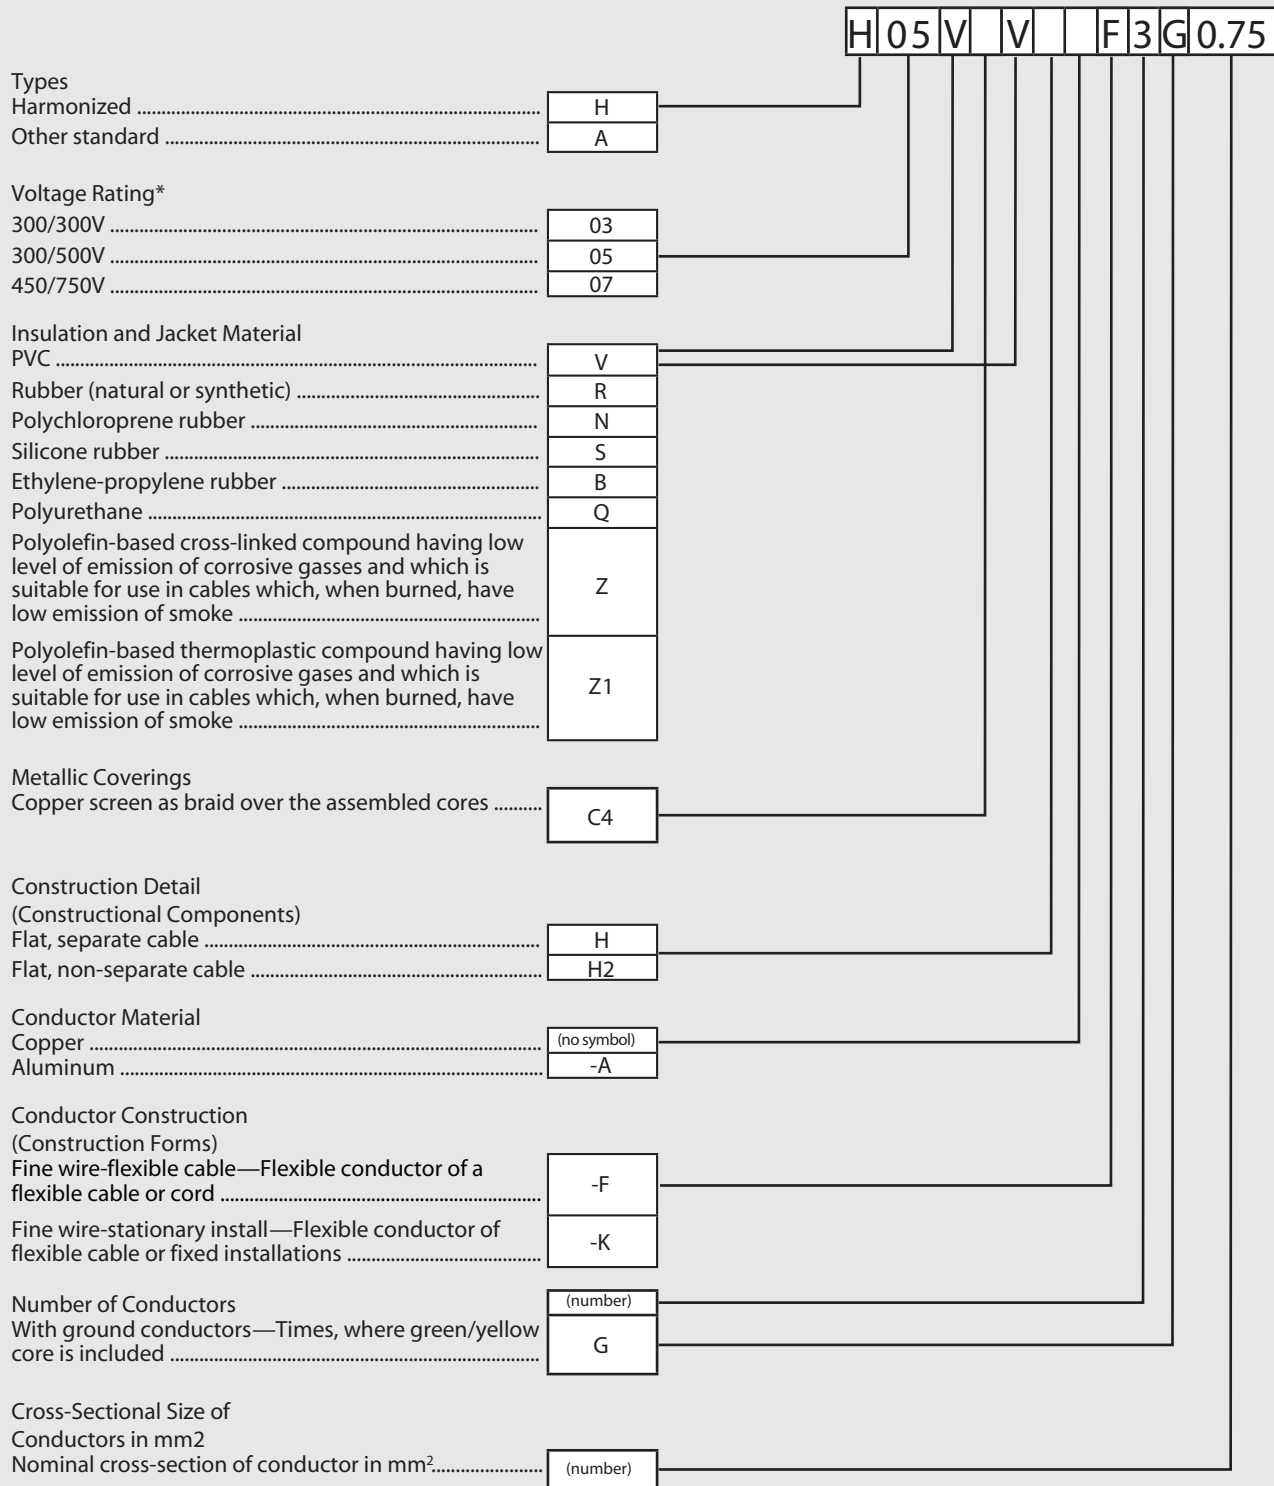 H 05 V V F 3 G 0.75
Types
Harmonized ........ H
Other standard ........ A
Voltage Rating*
300/300V ........ 03
300/500V ........ 05
450/750V ........ 07
Insulation and Jacket Material
PVC ........ V
Rubber (natural or synthetic) ........ R
Polychloroprene rubber ........ N
Silicone rubber ........ S
Ethylene-propylene rubber ........ B
Polyurethane ........ Q
Polyolefin-based cross-linked compound having low
level of emission of corrosive gasses and which is
suitable for use in cables which, when burned, have
low emission of smoke ........ Z
Polyolefin-based thermoplastic compound having low
level of emission of corrosive gases and which is
suitable for use in cables which, when burned, have
low emission of smoke ........ Z1
Metallic Coverings
Copper screen as braid over the assembled cores ........ C4
Construction Detail
(Constructional Components)
Flat, separate cable ........ H
Flat, non-separate cable ........ H2
Conductor Material
Copper ........ (no symbol)
Aluminum ........ -A
Conductor Construction
(Construction Forms)
Fine wire-flexible cable—Flexible conductor of a
flexible cable or cord ........ -F
Fine wire-stationary install—Flexible conductor of
flexible cable or fixed installations ........ -K
Number of Conductors (number)
With ground conductors—Times, where green/yellow
core is included ........ G
Cross-Sectional Size of
Conductors in mm2
Nominal cross-section of conductor in mm² ........ (number)